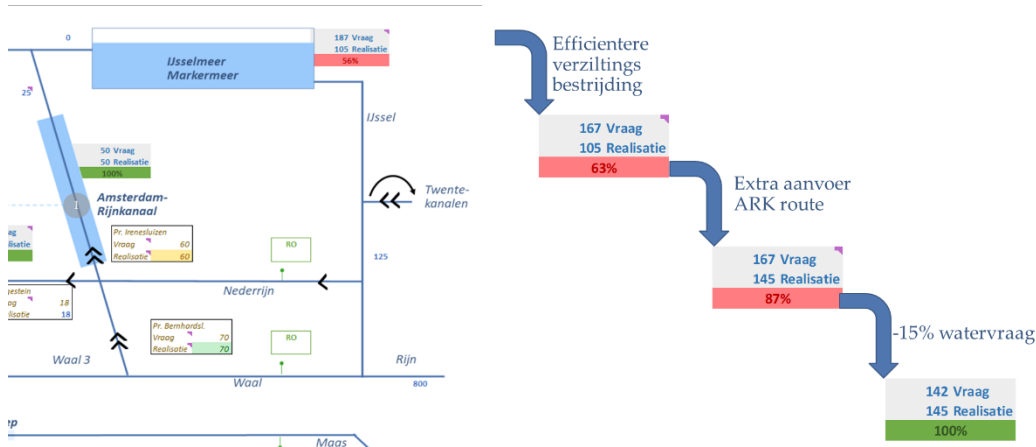 0
187 Vraag
105 Realisatie
56%
IJsselmeer
Markermeer
25
IJssel
50 Vraag
50 Realisatie
100%
Amsterdam-
Rijnkanaal
Twente-
kanalen
Pr. Irenesluizen
Vraag 60
Realisatie 60
RO
125
Nederrijn
18
18
Pr. Bernhardsl.
Vraag 70
Realisatie 70
RO
Waal 3
Rijn
Waal
800
Maas
Efficientere
verziltings
bestrijding
167 Vraag
105 Realisatie
63%
Extra aanvoer
ARK route
167 Vraag
145 Realisatie
87%
-15% watervraag
142 Vraag
145 Realisatie
100%